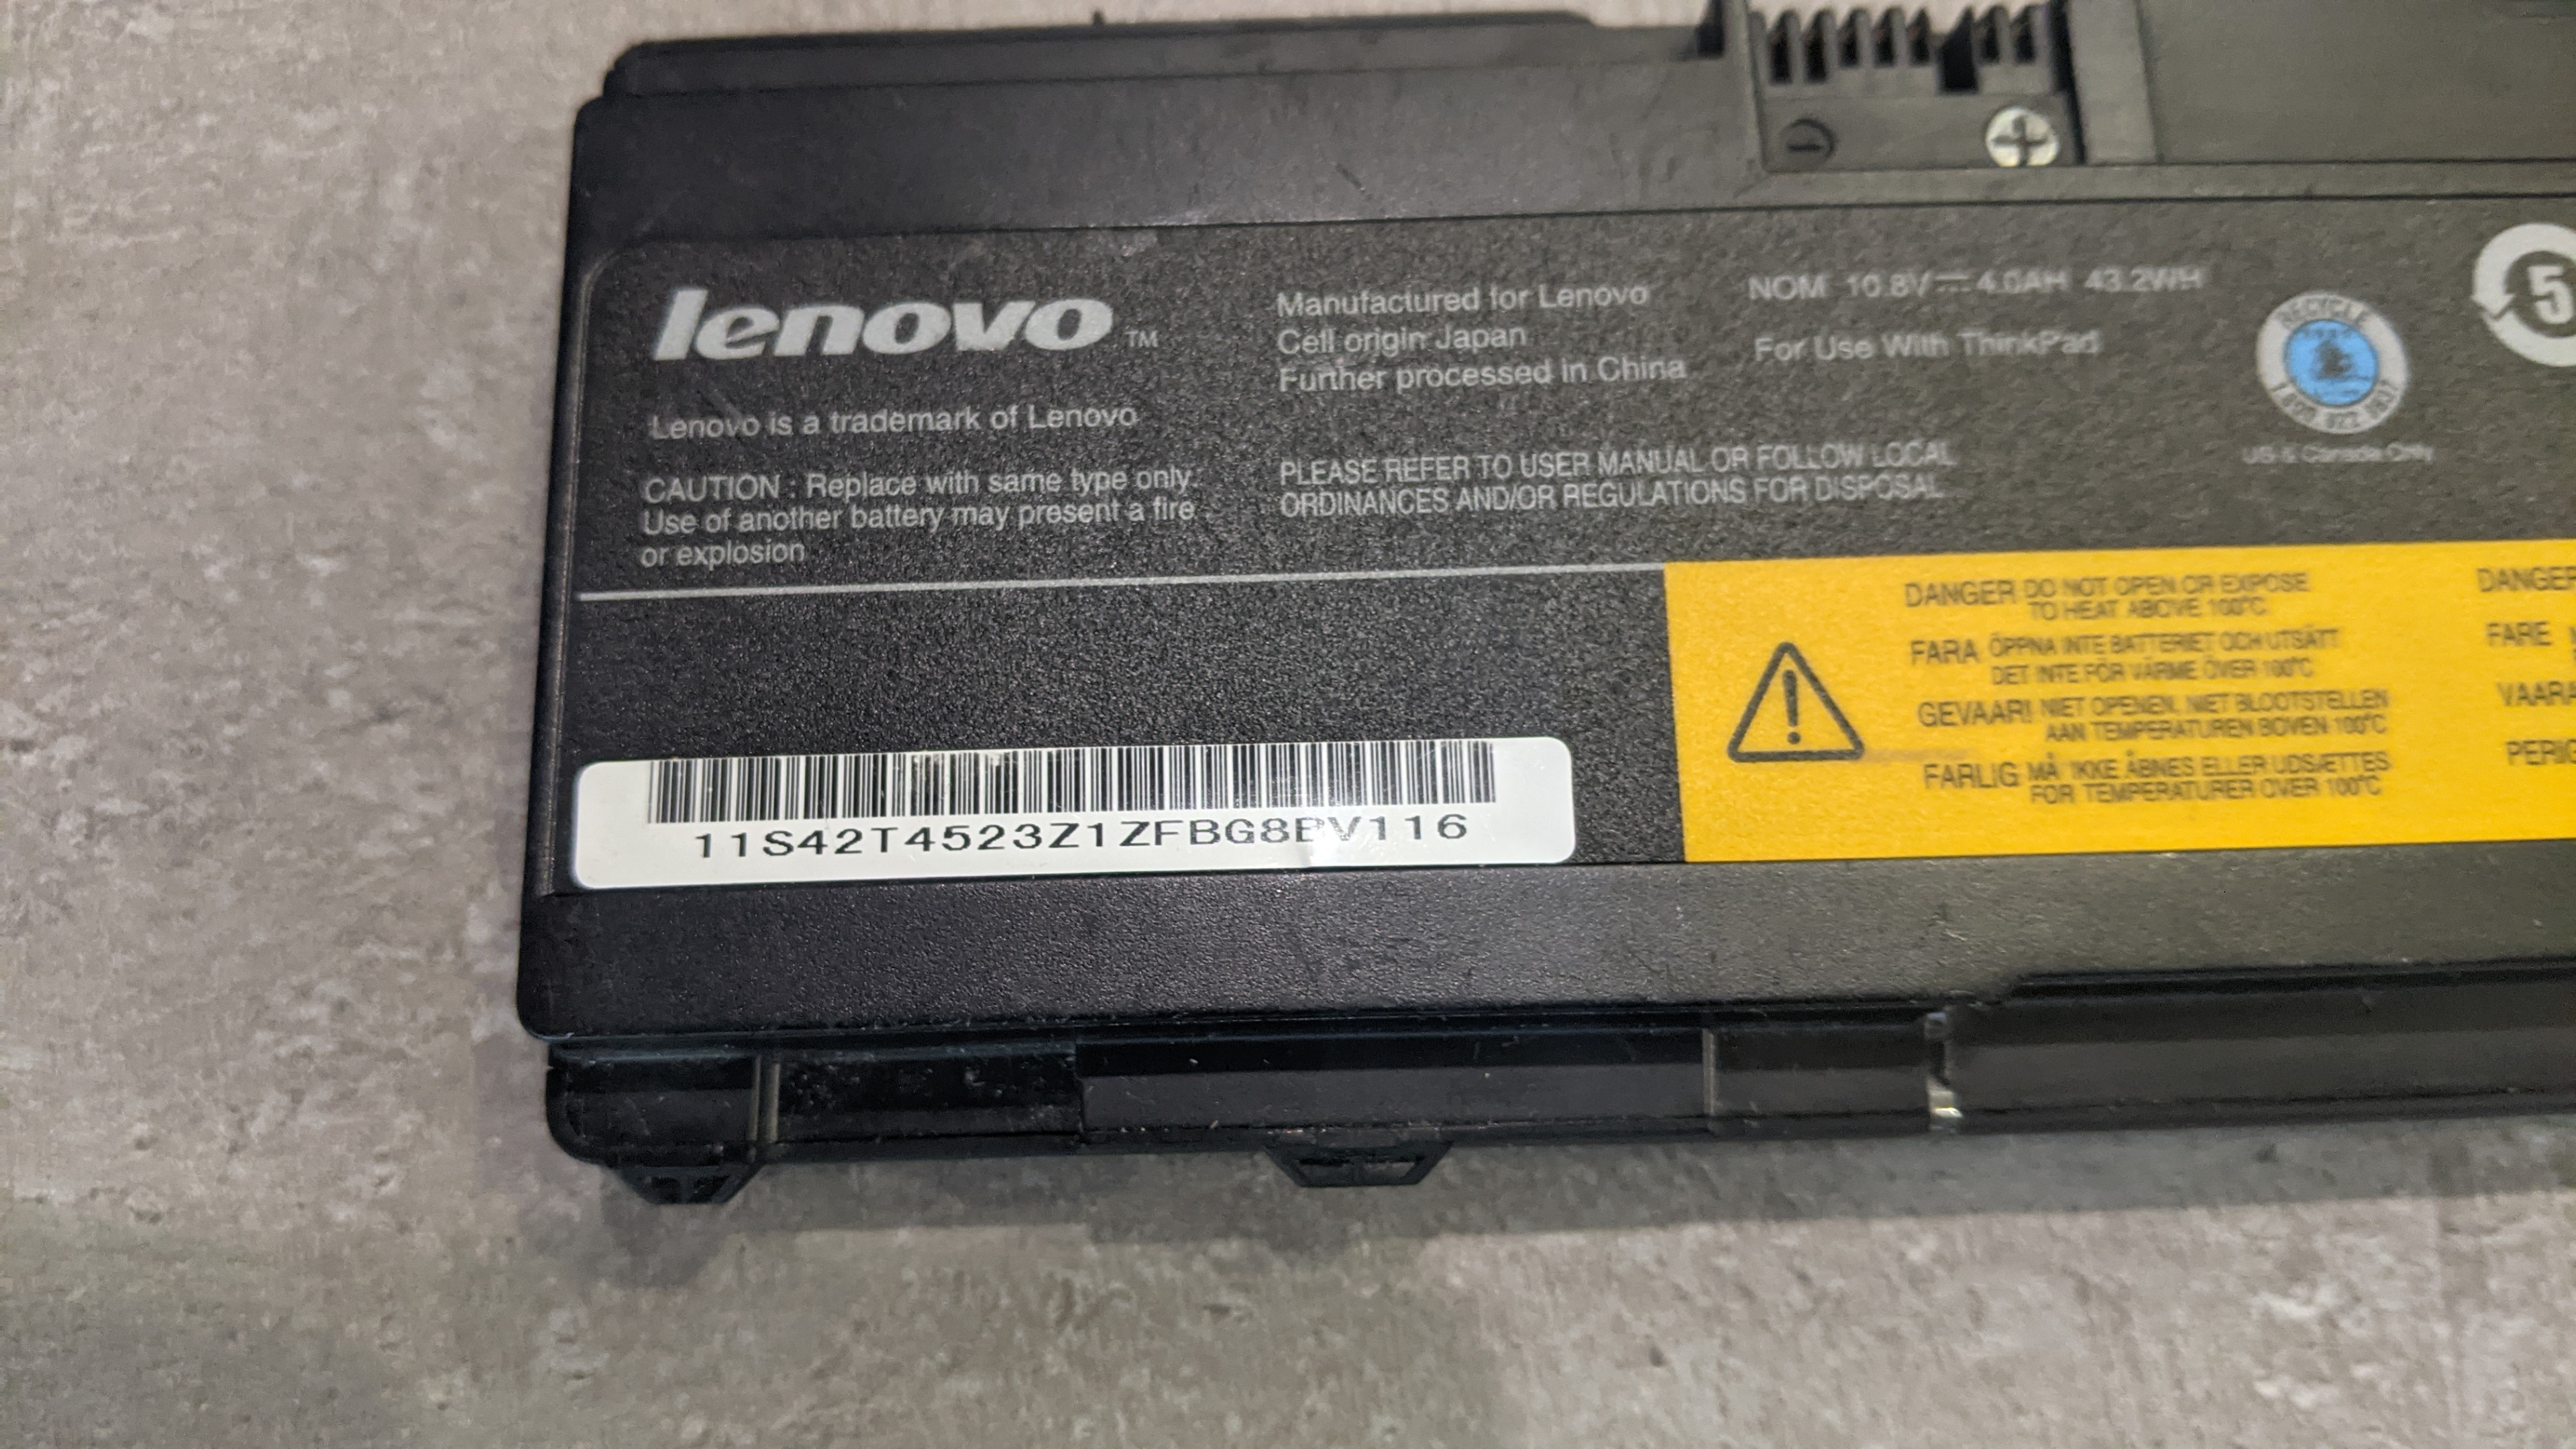 lenovo TM
Lenovo is a trademark of Lenovo
CAUTION : Replace with same type only.
Use of another battery may present a fire
or explosion
Manufactured for Lenovo
Cell origin Japan
Further processed in China
PLEASE REFER TO USER MANUAL OR FOLLOW LOCAL
ORDINANCES AND/OR REGULATIONS FOR DISPOSAL
NOM 10.8V⎓4.0AH 43.2WH
For Use With ThinkPad
RECYCLE
US & Canada Only
5
11S42T4523Z1ZFBG8BV116
DANGER DO NOT OPEN OR EXPOSE
TO HEAT ABOVE 100°C
FARA ÖPPNA INTE BATTERIET OCH UTSÄTT
DET INTE FÖR VÄRME ÖVER 100°C
GEVAAR! NIET OPENEN. NIET BLOOTSTELLEN
AAN TEMPERATUREN BOVEN 100°C
FARLIG MÅ IKKE ÅBNES ELLER UDSÆTTES
FOR TEMPERATURER OVER 100°C
DANGER
FARE